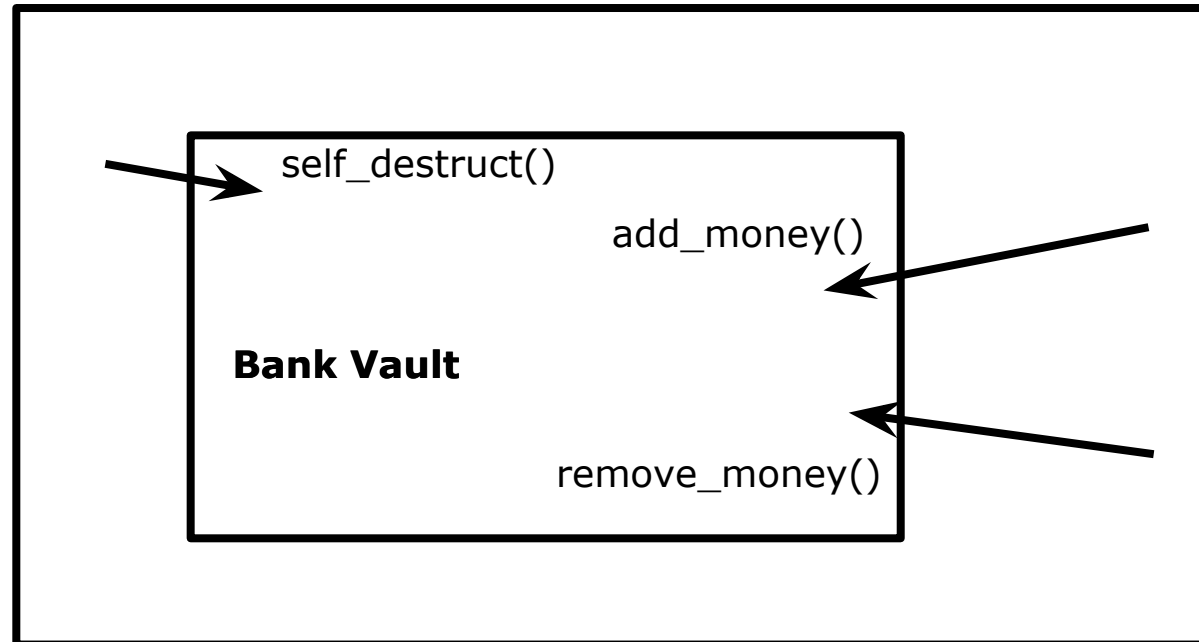 self_destruct()
add_money()
Bank Vault
remove_money()